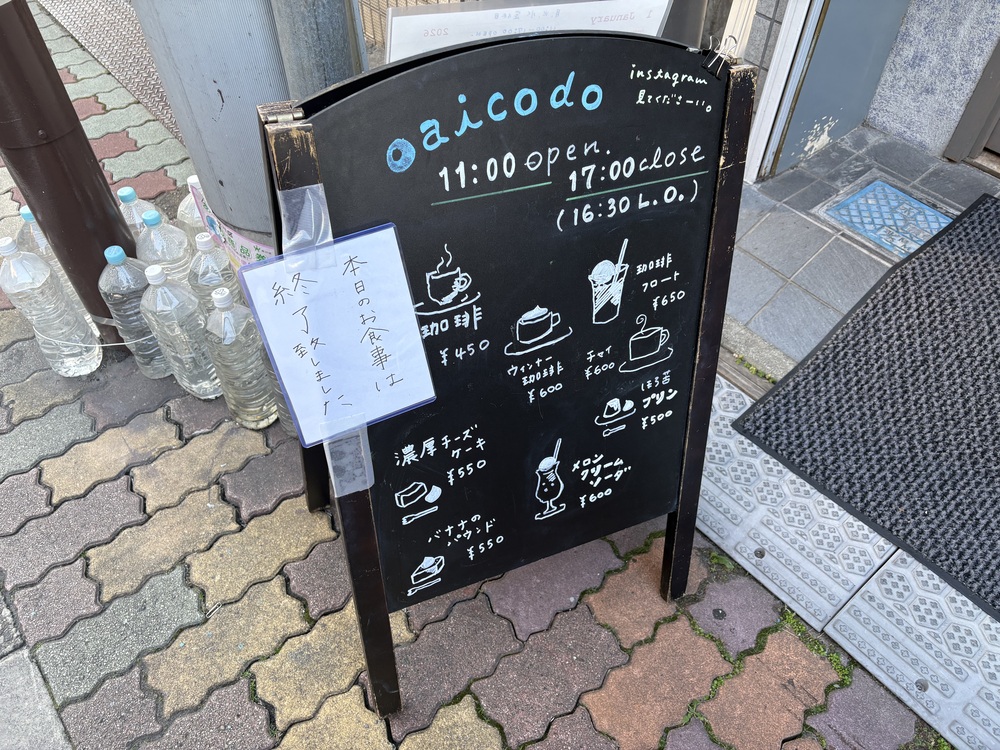 January
2026
oaicodo
instagram
見てくださーい。
11:00 open.
17:00 close
(16:30 L.O.)
本日のお食事は
終了致しました
珈琲
¥450
珈琲
フロート
¥650
ウィンナー
珈琲
¥600
チャイ
¥600
ほろ苦
プリン
¥500
濃厚チーズ
ケーキ
¥550
メロン
クリーム
ソーダ
¥600
バナナの
パウンド
¥550